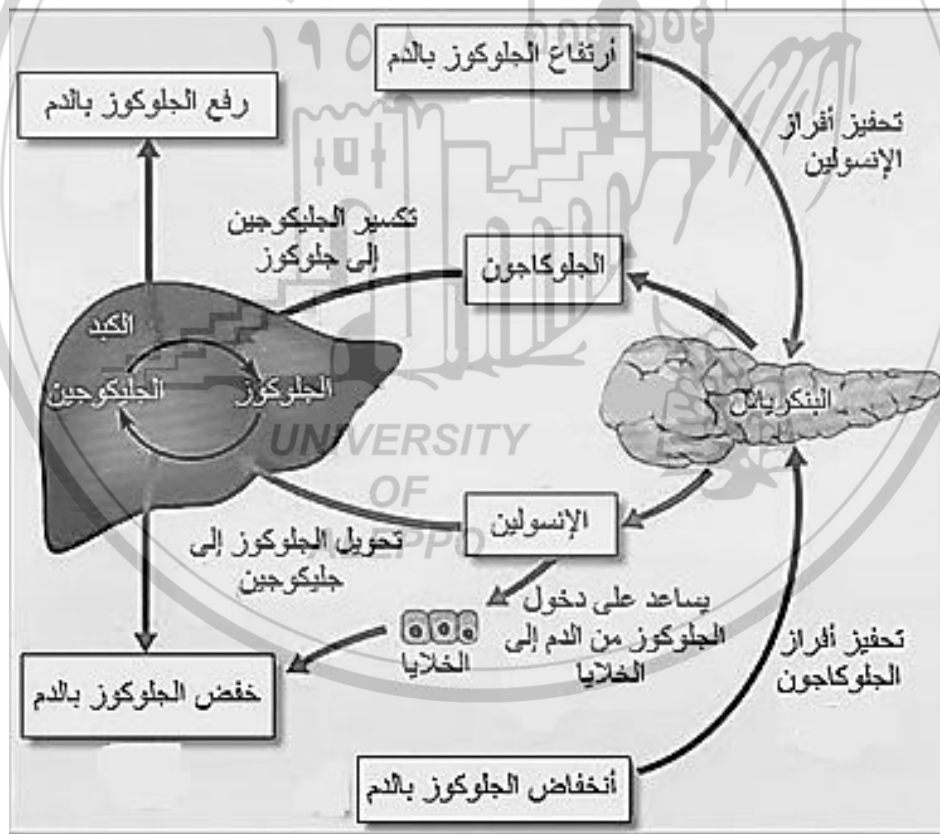 ١٩٥٨
أرتفاع الجلوكوز بالدم
رفع الجلوكوز بالدم
تحفيز أفراز
الإنسولين
تكسير الجليكوجين
إلى جلوكوز
الجلوكاجون
الكبد
الجليكوجين
الجلوكوز
البنكرياس
UNIVERSITY
OF
ALEPPO
الإنسولين
تحويل الجلوكوز إلى
جليكوجين
يساعد على دخول
الجلوكوز من الدم إلى
الخلايا
الخلايا
تحفيز أفراز
الجلوكاجون
خفض الجلوكوز بالدم
أنخفاض الجلوكوز بالدم